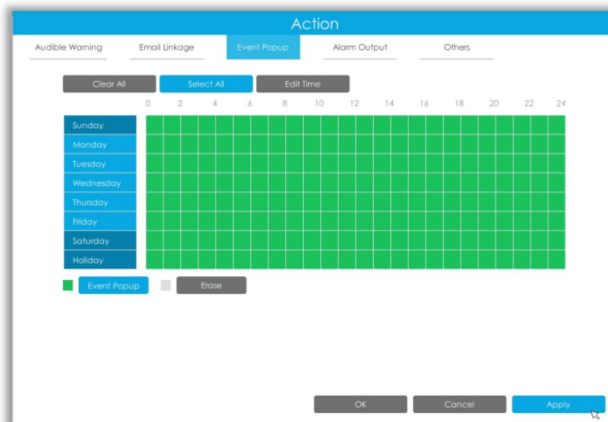 Action
Audible Warning Email Linkage Event Popup Alarm Output Others
Clear All Select All Edit Time
0 2 4 6 8 10 12 14 16 18 20 22 24
Sunday
Monday
Tuesday
Wednesday
Thursday
Friday
Saturday
Holiday
Event Popup Erase
OK Cancel Apply